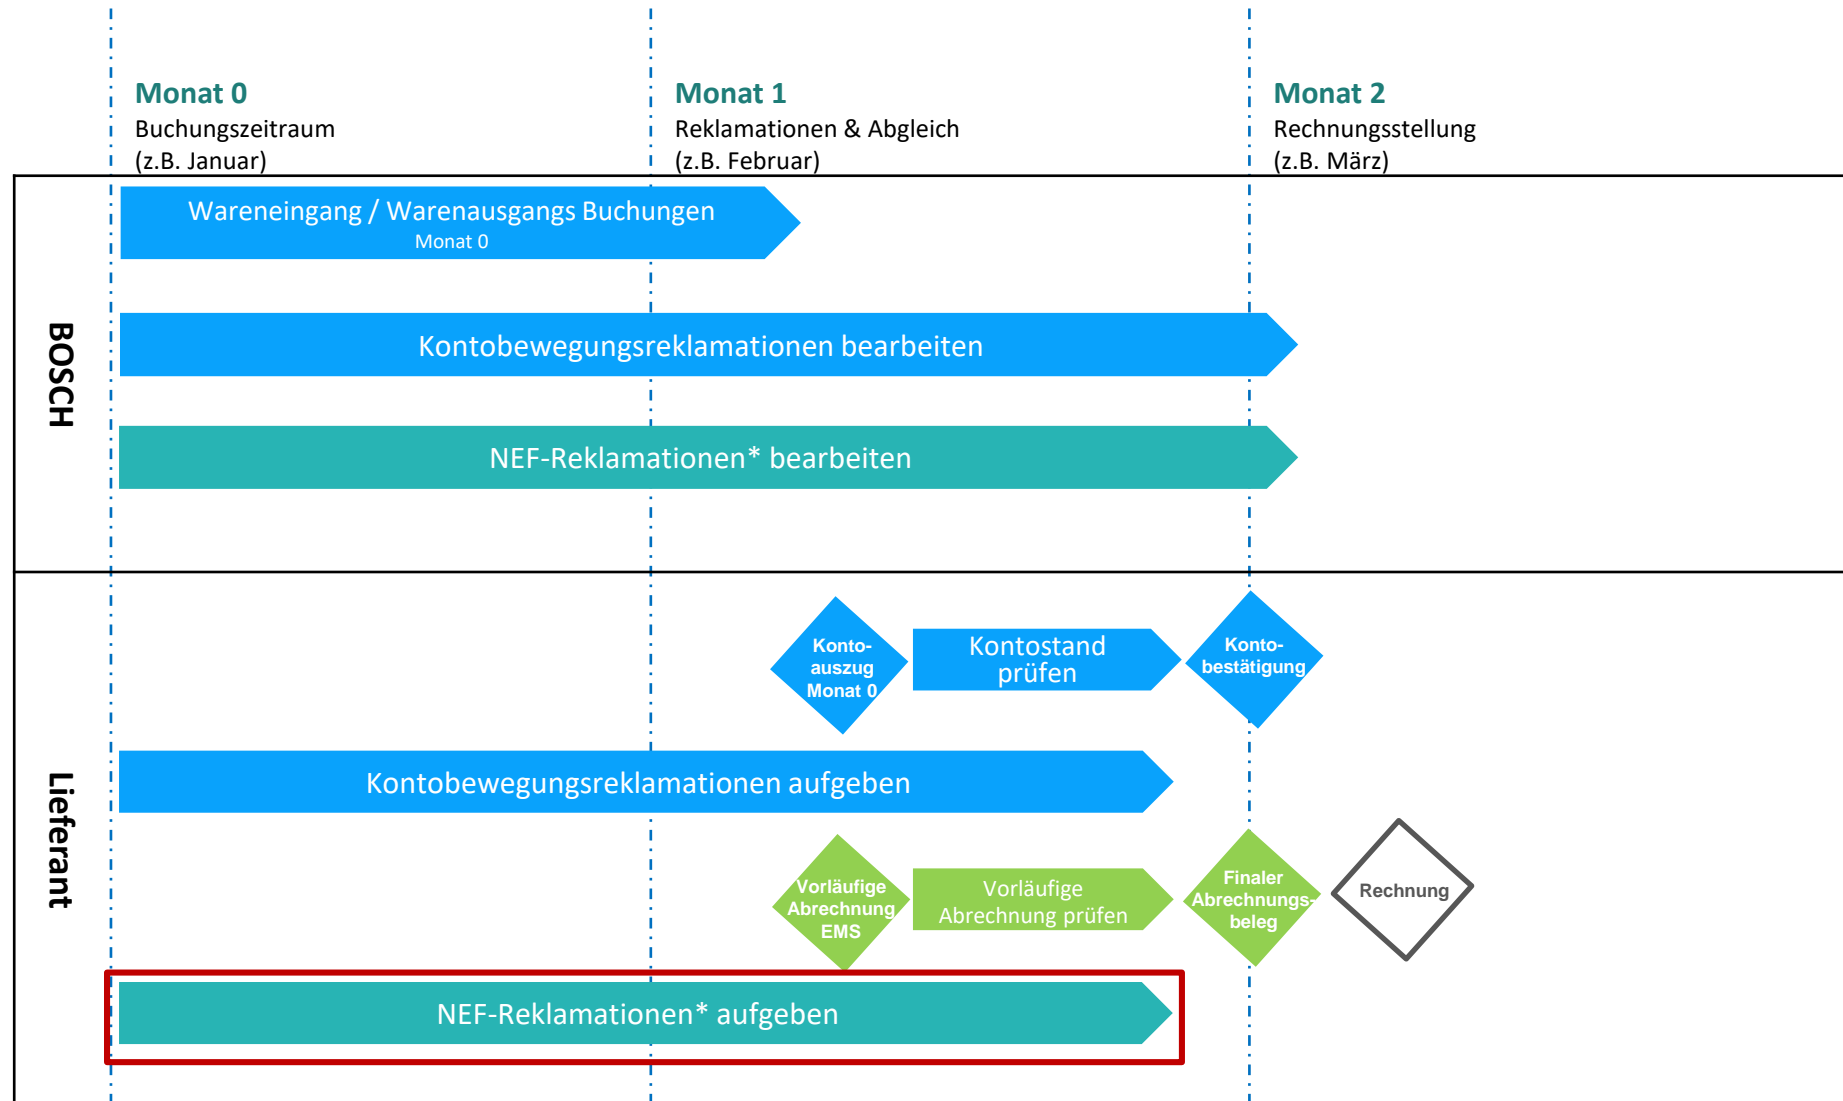 Monat 0
Buchungszeitraum
(z.B. Januar)
Monat 1
Reklamationen & Abgleich
(z.B. Februar)
Monat 2
Rechnungsstellung
(z.B. März)
BOSCH
Wareneingang / Warenausgangs Buchungen
Monat 0
Kontobewegungsreklamationen bearbeiten
NEF-Reklamationen* bearbeiten
Lieferant
Konto-
auszug
Monat 0
Kontostand
prüfen
Konto-
bestätigung
Kontobewegungsreklamationen aufgeben
Vorläufige
Abrechnung
EMS
Vorläufige
Abrechnung prüfen
Finaler
Abrechnungs-
beleg
Rechnung
NEF-Reklamationen* aufgeben